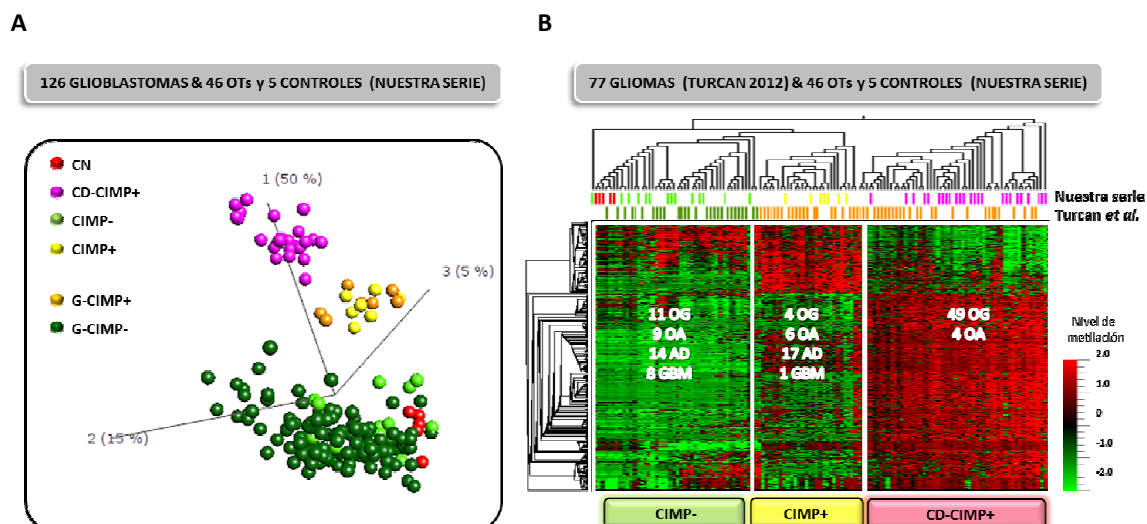 A
126 GLIOBLASTOMAS & 46 OTs y 5 CONTROLES (NUESTRA SERIE)
CN
CD-CIMP+
CIMP-
CIMP+
G-CIMP+
G-CIMP-
1 (50 %)
3 (5 %)
2 (15 %)
B
77 GLIOMAS (TURCAN 2012) & 46 OTs y 5 CONTROLES (NUESTRA SERIE)
Nuestra serie
Turcan et al.
11 OG
9 OA
14 AD
8 GBM
4 OG
6 OA
17 AD
1 GBM
49 OG
4 OA
Nivel de
metilación
2.0
1.0
0
-1.0
-2.0
CIMP-
CIMP+
CD-CIMP+